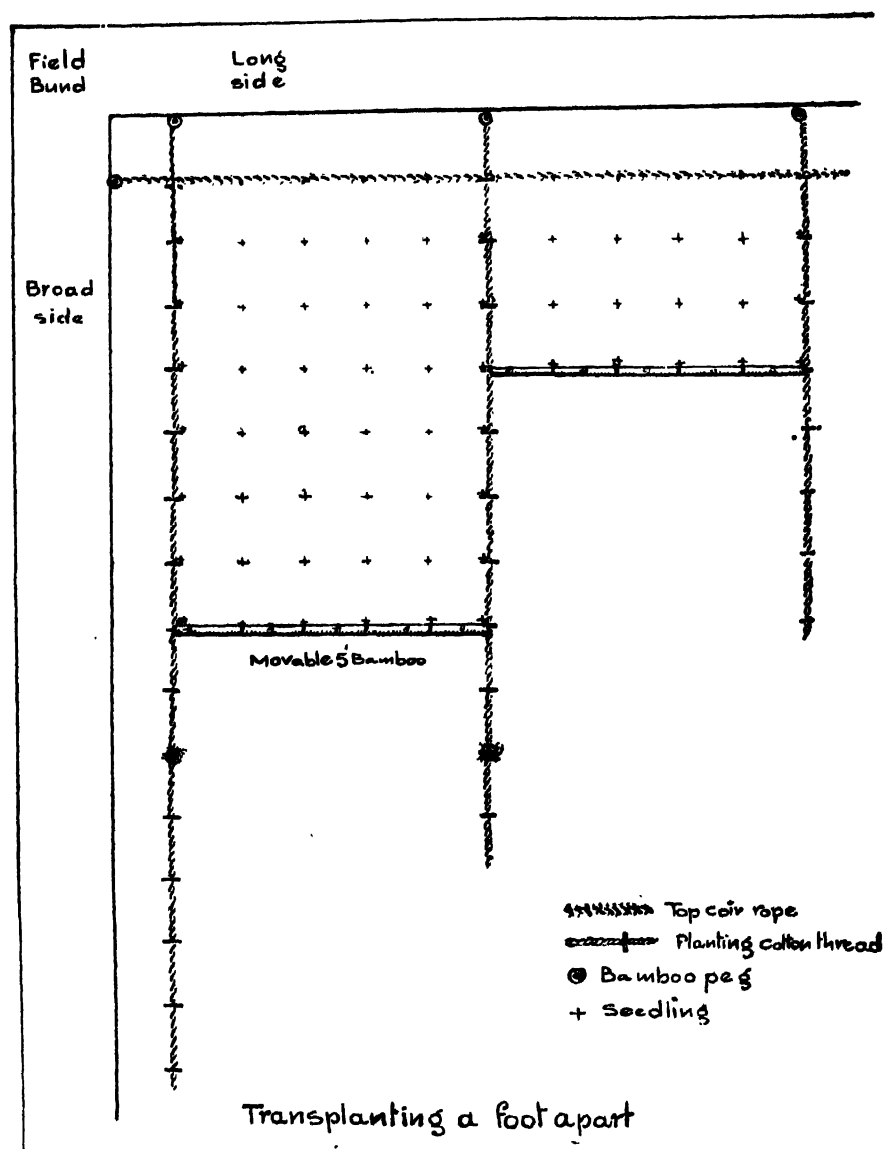 Field
Bund
Long
side
Broad
side
Movable 5' Bamboo
Top coir rope
Planting cotton thread
Bamboo peg
+ Seedling
Transplanting a foot apart